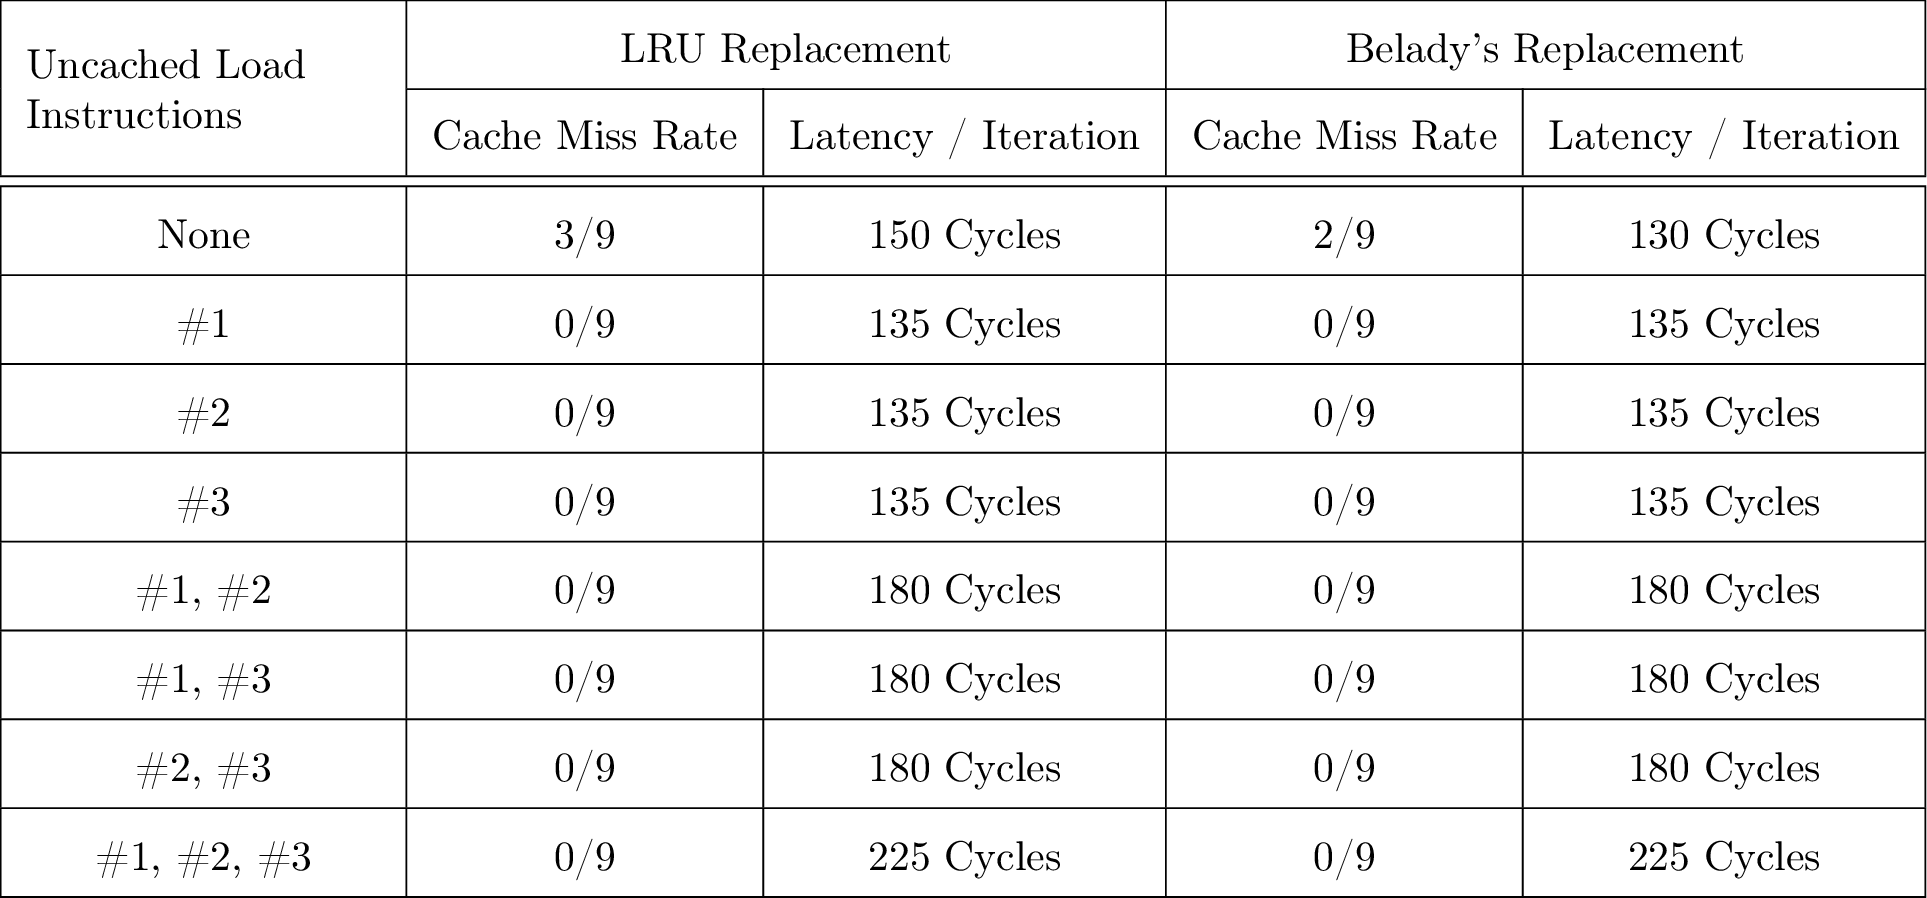 Uncached Load
Instructions
LRU Replacement
Belady's Replacement
Cache Miss Rate
Latency / Iteration
Cache Miss Rate
Latency / Iteration
None 3/9 150 Cycles 2/9 130 Cycles
#1 0/9 135 Cycles 0/9 135 Cycles
#2 0/9 135 Cycles 0/9 135 Cycles
#3 0/9 135 Cycles 0/9 135 Cycles
#1, #2 0/9 180 Cycles 0/9 180 Cycles
#1, #3 0/9 180 Cycles 0/9 180 Cycles
#2, #3 0/9 180 Cycles 0/9 180 Cycles
#1, #2, #3 0/9 225 Cycles 0/9 225 Cycles